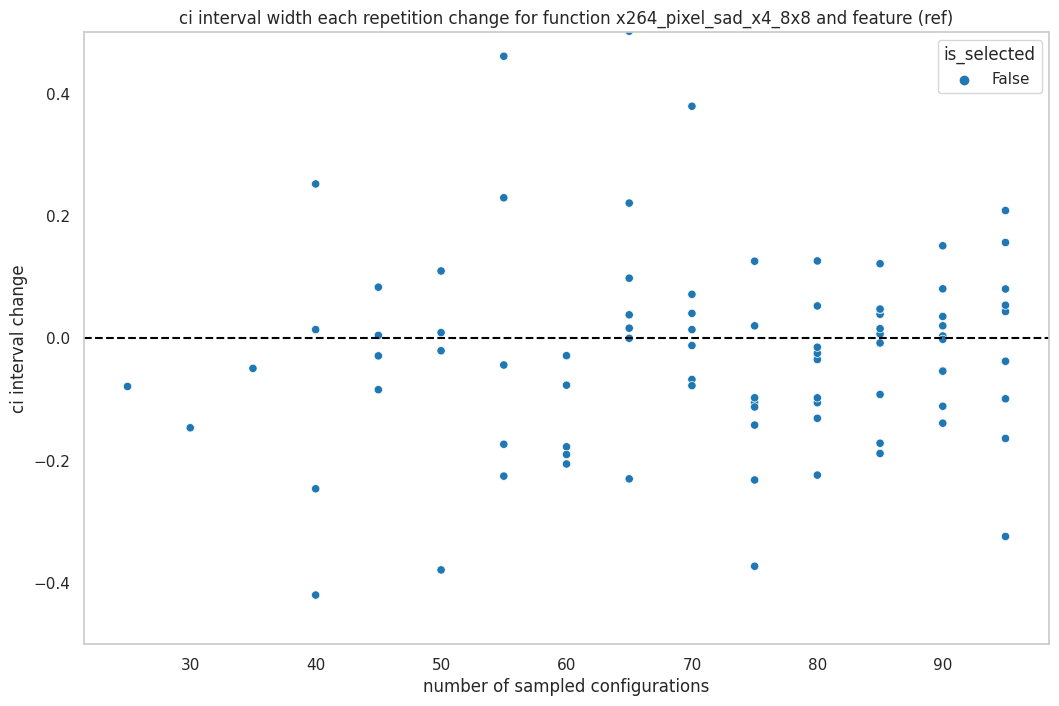 ci interval width each repetition change for function x264_pixel_sad_x4_8x8 and feature (ref)
is_selected
False
ci interval change
0.4
0.2
0.0
−0.2
−0.4
30 40 50 60 70 80 90
number of sampled configurations